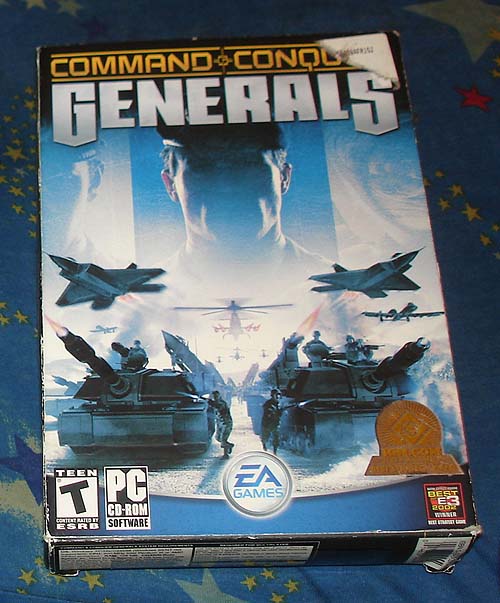 COMMAND CONQU
GENERALS
TEEN
T
CONTENT RATED BY
ESRB
PC
CD-ROM
SOFTWARE
EA
GAMES
BEST
E3
2002
WINNER
BEST STRATEGY GAME